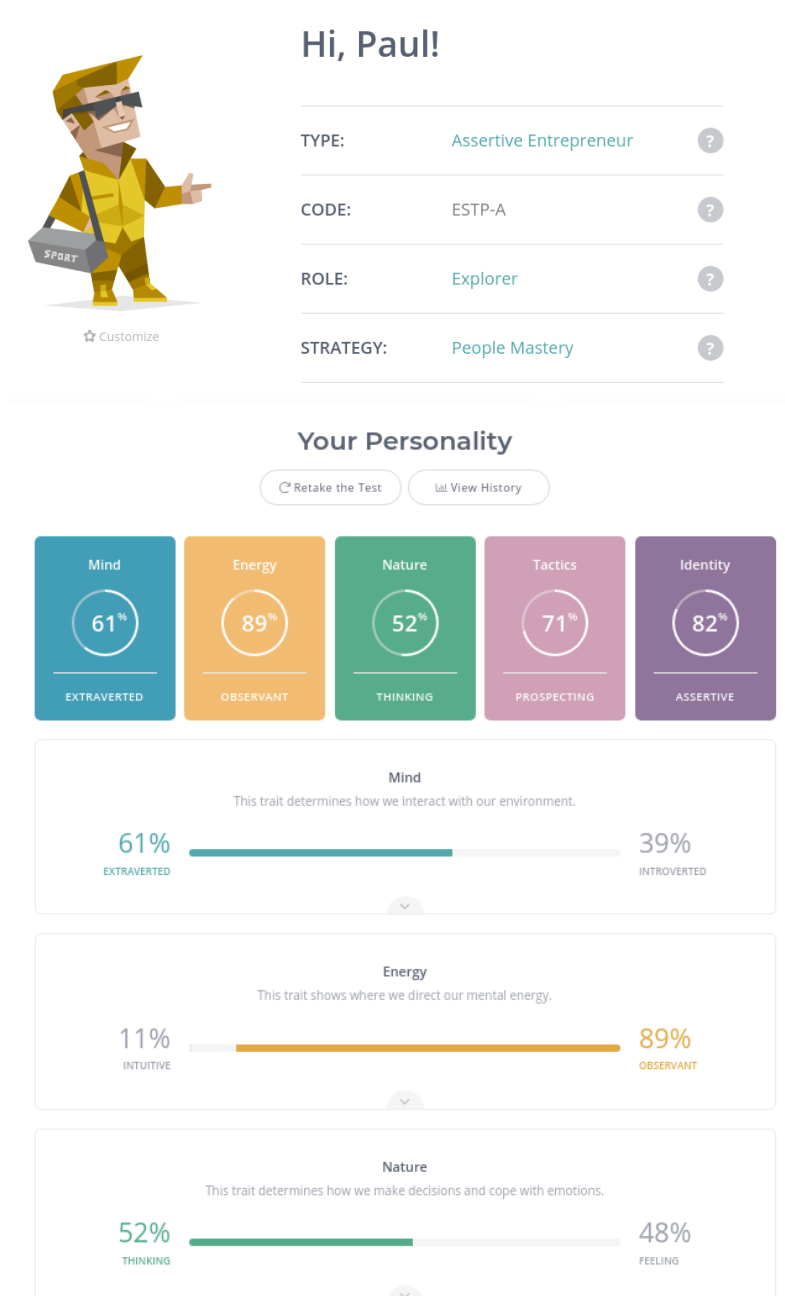 Hi, Paul!
TYPE: Assertive Entrepreneur ?
CODE: ESTP-A ?
ROLE: Explorer ?
STRATEGY: People Mastery ?
SPORT
Customize
Your Personality
Retake the Test View History
Mind Energy Nature Tactics Identity
61% 89% 52% 71% 82%
EXTRAVERTED OBSERVANT THINKING PROSPECTING ASSERTIVE
Mind
This trait determines how we interact with our environment.
61% 39%
EXTRAVERTED INTROVERTED
Energy
This trait shows where we direct our mental energy.
11% 89%
INTUITIVE OBSERVANT
Nature
This trait determines how we make decisions and cope with emotions.
52% 48%
THINKING FEELING